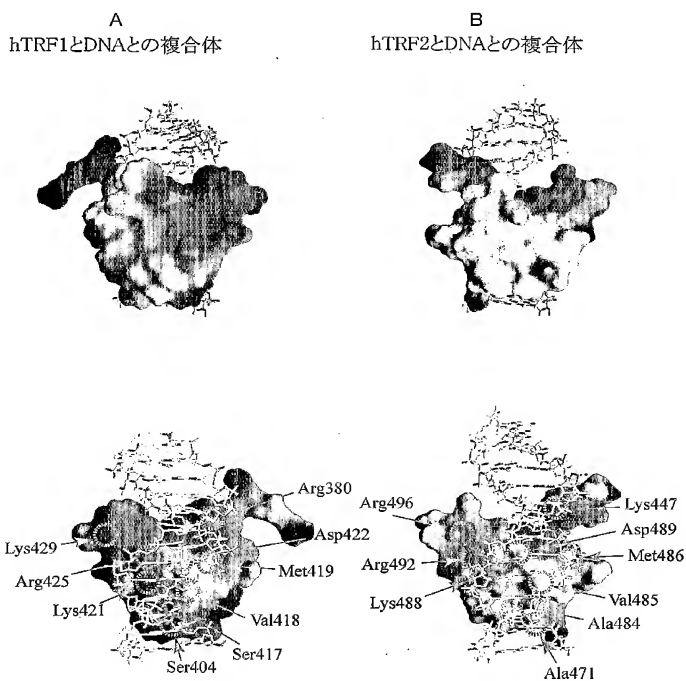 A
hTRF1とDNAとの複合体
B
hTRF2とDNAとの複合体
Arg380
Lys429
Asp422
Arg425
Met419
Lys421
Val418
Ser417
Ser404
Lys447
Arg496
Asp489
Met486
Arg492
Lys488
Val485
Ala484
Ala471